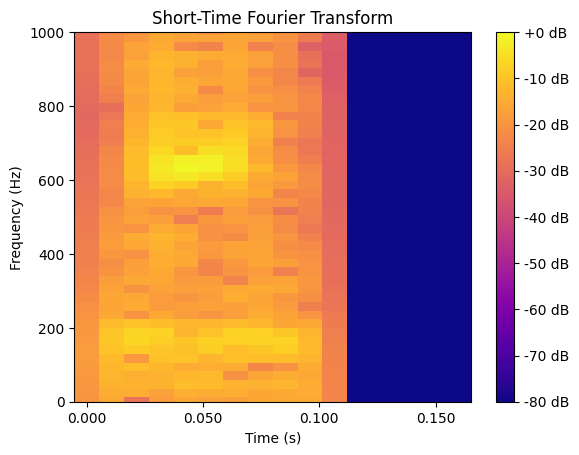 Short-Time Fourier Transform
Frequency (Hz)
1000
800
600
400
200
0
0.000
0.050
0.100
0.150
Time (s)
+0 dB
-10 dB
-20 dB
-30 dB
-40 dB
-50 dB
-60 dB
-70 dB
-80 dB